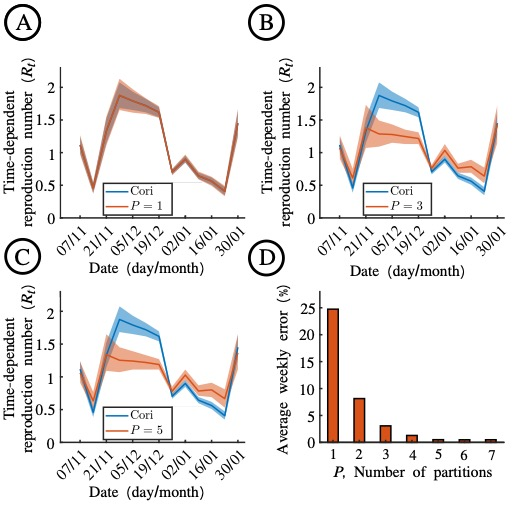 A
B
Time-dependent
reproduction number (Rt)
2
1.5
1
0.5
0
Cori
P = 1
07/11
21/11
05/12
19/12
02/01
16/01
30/01
Date (day/month)
Time-dependent
reproduction number (Rt)
2
1.5
1
0.5
0
Cori
P = 3
07/11
21/11
05/12
19/12
02/01
16/01
30/01
Date (day/month)
C
D
Time-dependent
reproduction number (Rt)
2
1.5
1
0.5
0
Cori
P = 5
07/11
21/11
05/12
19/12
02/01
16/01
30/01
Date (day/month)
Average weekly error (%)
25
20
15
10
5
0
1 2 3 4 5 6 7
P, Number of partitions